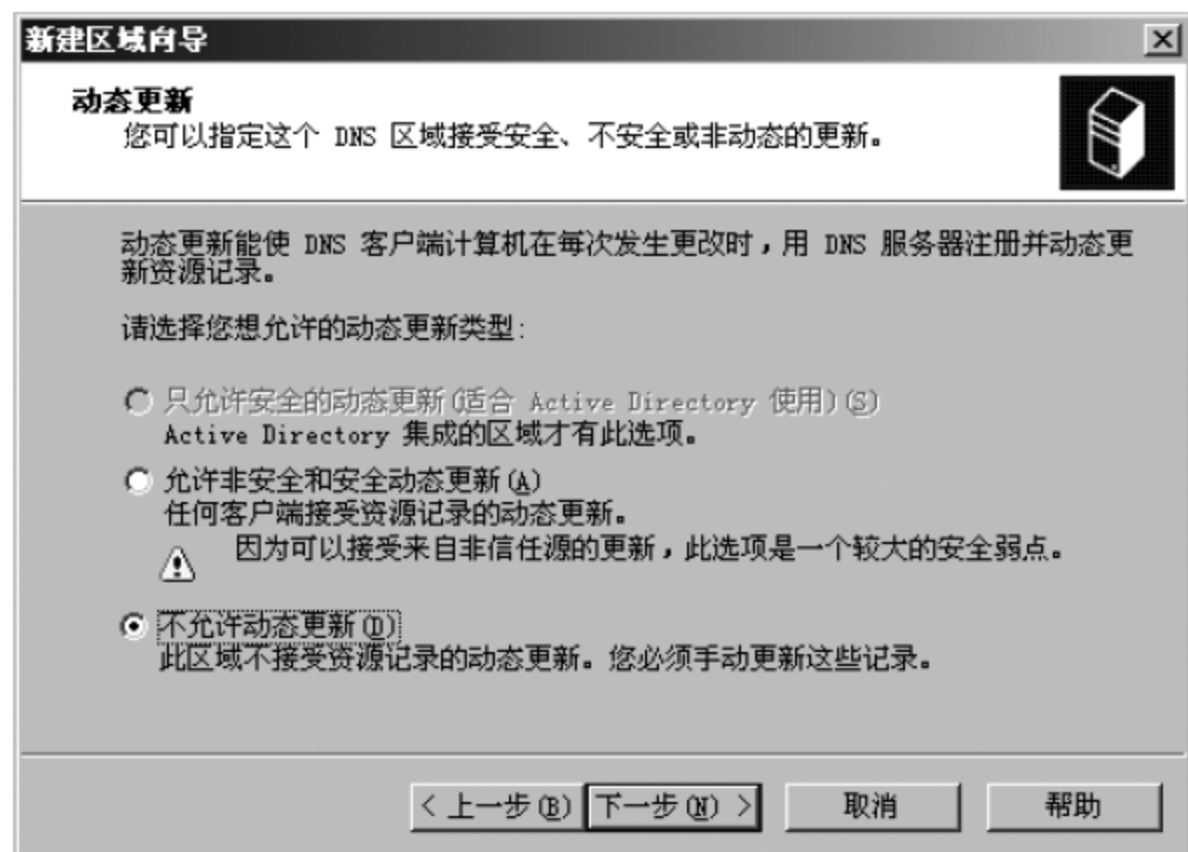 新建区域向导
动态更新
您可以指定这个 DNS 区域接受安全、不安全或非动态的更新。
动态更新能使 DNS 客户端计算机在每次发生更改时，用 DNS 服务器注册并动态更
新资源记录。
请选择您想允许的动态更新类型:
只允许安全的动态更新(适合 Active Directory 使用)(S)
Active Directory 集成的区域才有此选项。
允许非安全和安全动态更新(A)
任何客户端接受资源记录的动态更新。
因为可以接受来自非信任源的更新，此选项是一个较大的安全弱点。
不允许动态更新(D)
此区域不接受资源记录的动态更新。您必须手动更新这些记录。
< 上一步(B) 下一步(N) > 取消 帮助